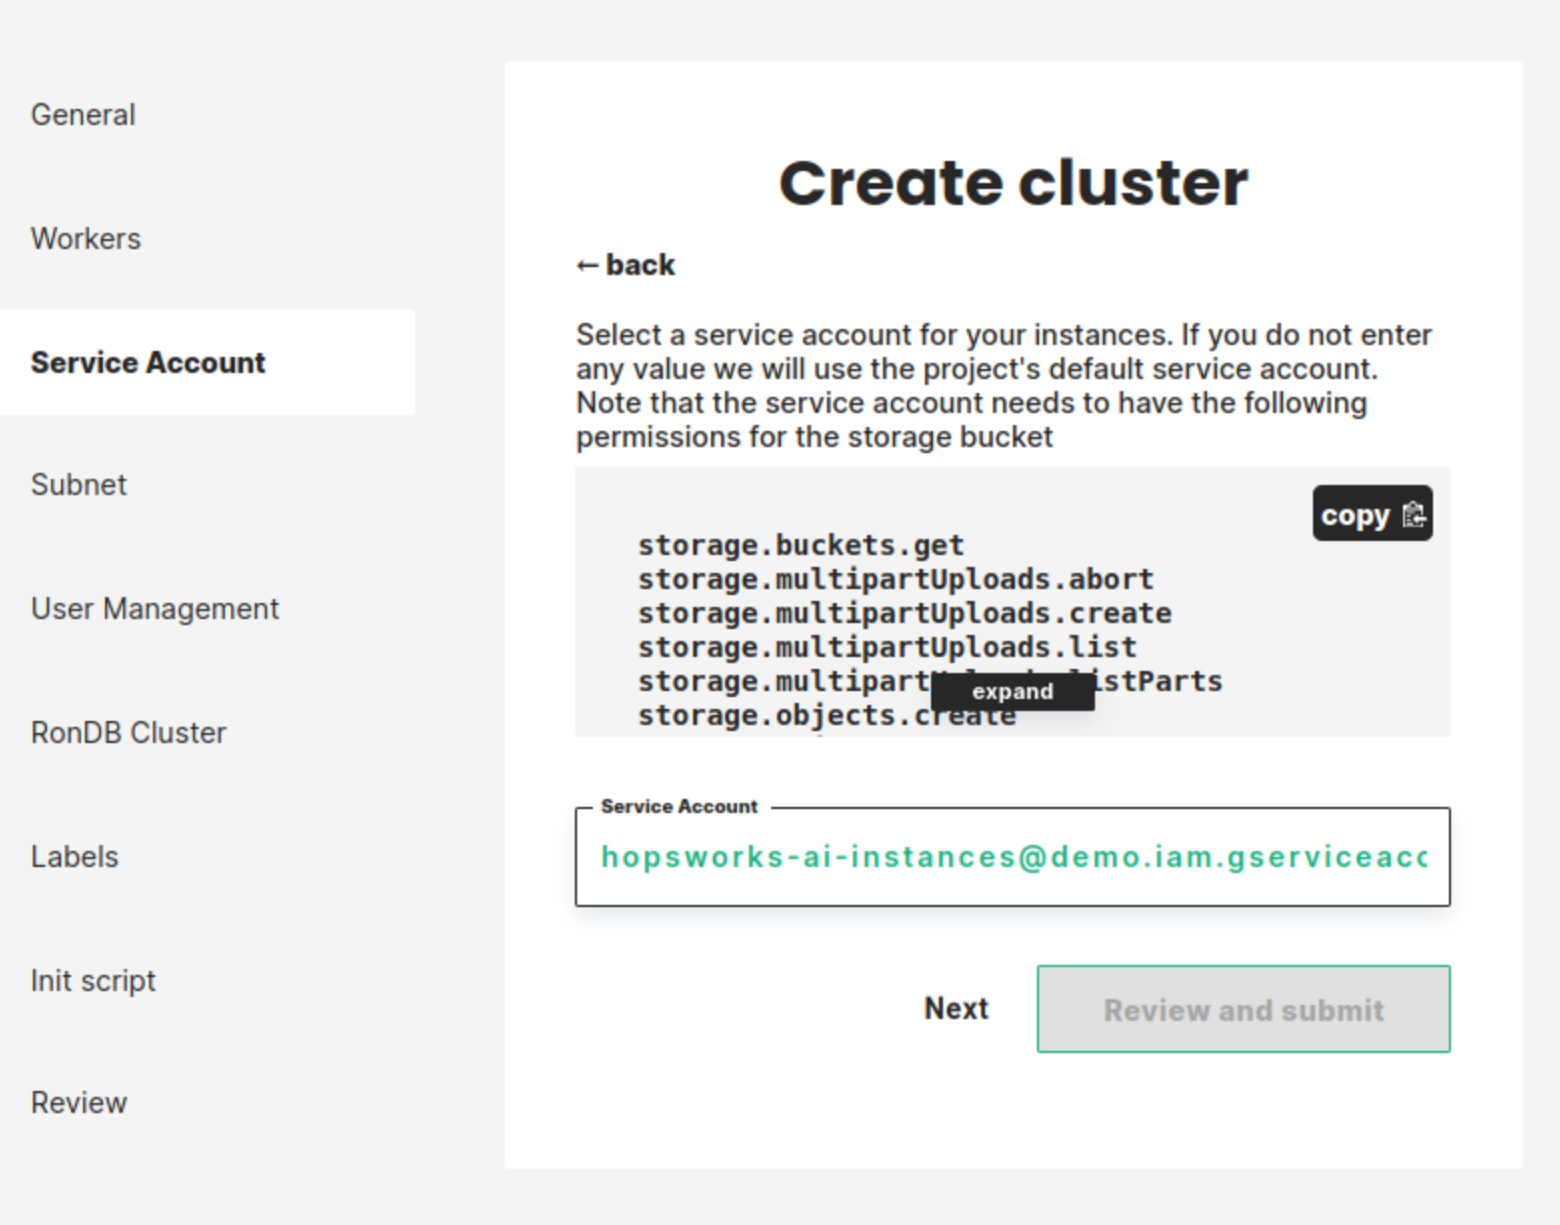 General
Workers
Service Account
Subnet
User Management
RonDB Cluster
Labels
Init script
Review
Create cluster
← back
Select a service account for your instances. If you do not enter
any value we will use the project's default service account.
Note that the service account needs to have the following
permissions for the storage bucket
copy
storage.buckets.get
storage.multipartUploads.abort
storage.multipartUploads.create
storage.multipartUploads.list
expand
storage.objects.create
Service Account
hopsworks-ai-instances@demo.iam.gserviceacc
Next
Review and submit